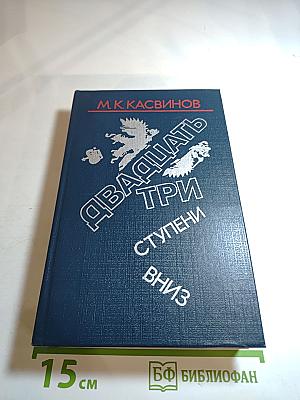 М. К. КАСВИНОВ
ДВАДЦАТЬ
ТРИ
СТУПЕНИ
ВНИЗ
15 см
БФ БИБЛИОФАН